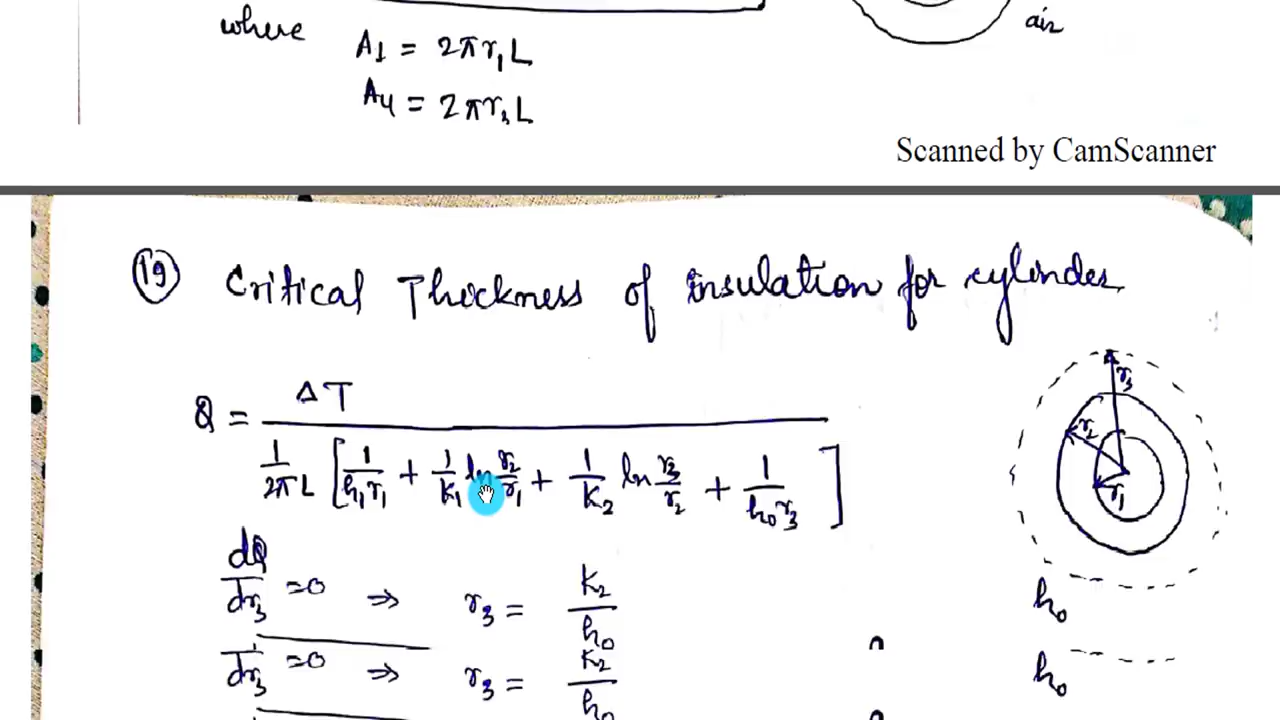 where
air
A₁ = 2πr₁L
A₄ = 2πr₃L
Scanned by CamScanner
19 Critical Thickness of insulation for cylinder
Q = ΔT / 1/2πL [ 1/h₁r₁ + 1/K₁ ln r₂/r₁ + 1/K₂ ln r₃/r₂ + 1/h₀r₃ ]
r₃
r₂
r₁
dQ/dr₃ = 0 ⇒ r₃ = K₂/h₀
h₀
dr₃ = 0 ⇒ r₃ = K₂/h₀
h₀